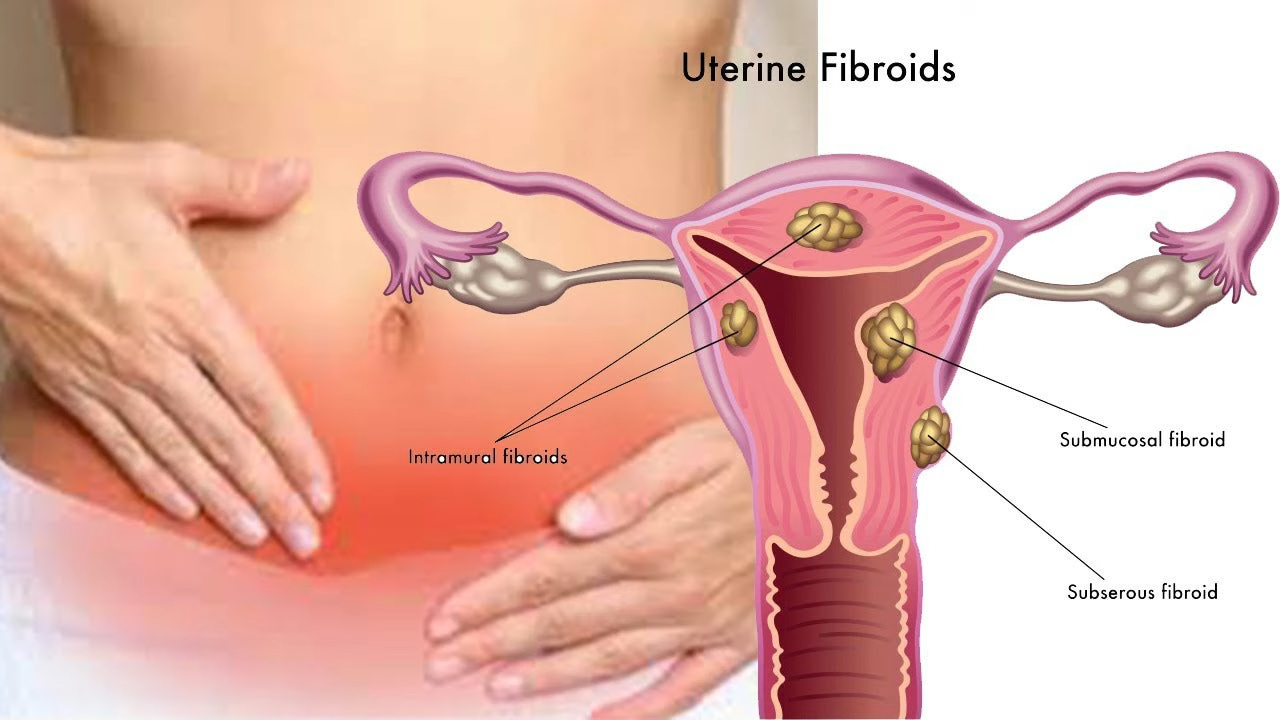 Uterine Fibroids
Intramural fibroids
Submucosal fibroid
Subserous fibroid